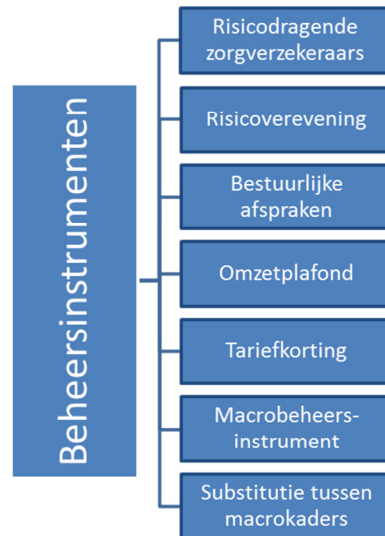 Beheersinstrumenten
Risicodragende
zorgverzekeraars
Risicoverevening
Bestuurlijke
afspraken
Omzetplafond
Tariefkorting
Macrobeheers-
instrument
Substitutie tussen
macrokaders